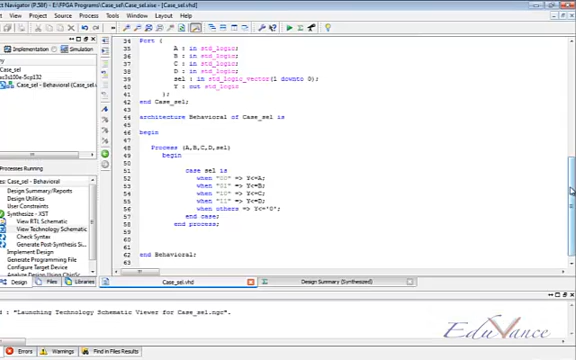 ct Navigator (P.49d) - E:\FPGA Programs\Case_sel\Case_sel.xise - [Case_sel.vhd]
View Project Source Process Tools Window Layout Help
Implementation Simulation
xc3s100e-5cp132
Case_sel - Behavioral (Case_sel.
Processes Running
Processes: Case_sel - Behavioral
Design Summary/Reports
Design Utilities
User Constraints
Synthesize - XST
View RTL Schematic
View Technology Schematic
Check Syntax
Generate Post-Synthesis Si
Implement Design
Generate Programming File
Configure Target Device
Design
Files
Libraries
34 Port (
35 A : in std_logic;
36 B : in std_logic;
37 C : in std_logic;
38 D : in std_logic;
39 sel : in std_logic_vector(1 downto 0);
40 Y : out std_logic
41 );
42 end Case_sel;
43
44 architecture Behavioral of Case_sel is
45
46 begin
47
48 Process (A,B,C,D,sel)
49 begin
50
51 case sel is
52 when "00" => Y<=A;
53 when "01" => Y<=B;
54 when "10" => Y<=C;
55 when "11" => Y<=D;
56 when others => Y<='0';
57 end case;
58 end process;
59
60
61
62 end Behavioral;
63
Case_sel.vhd
Design Summary (Synthesized)
: "Launching Technology Schematic Viewer for Case_sel.ngc".
EduVance
Errors
Warnings
Find in Files Results